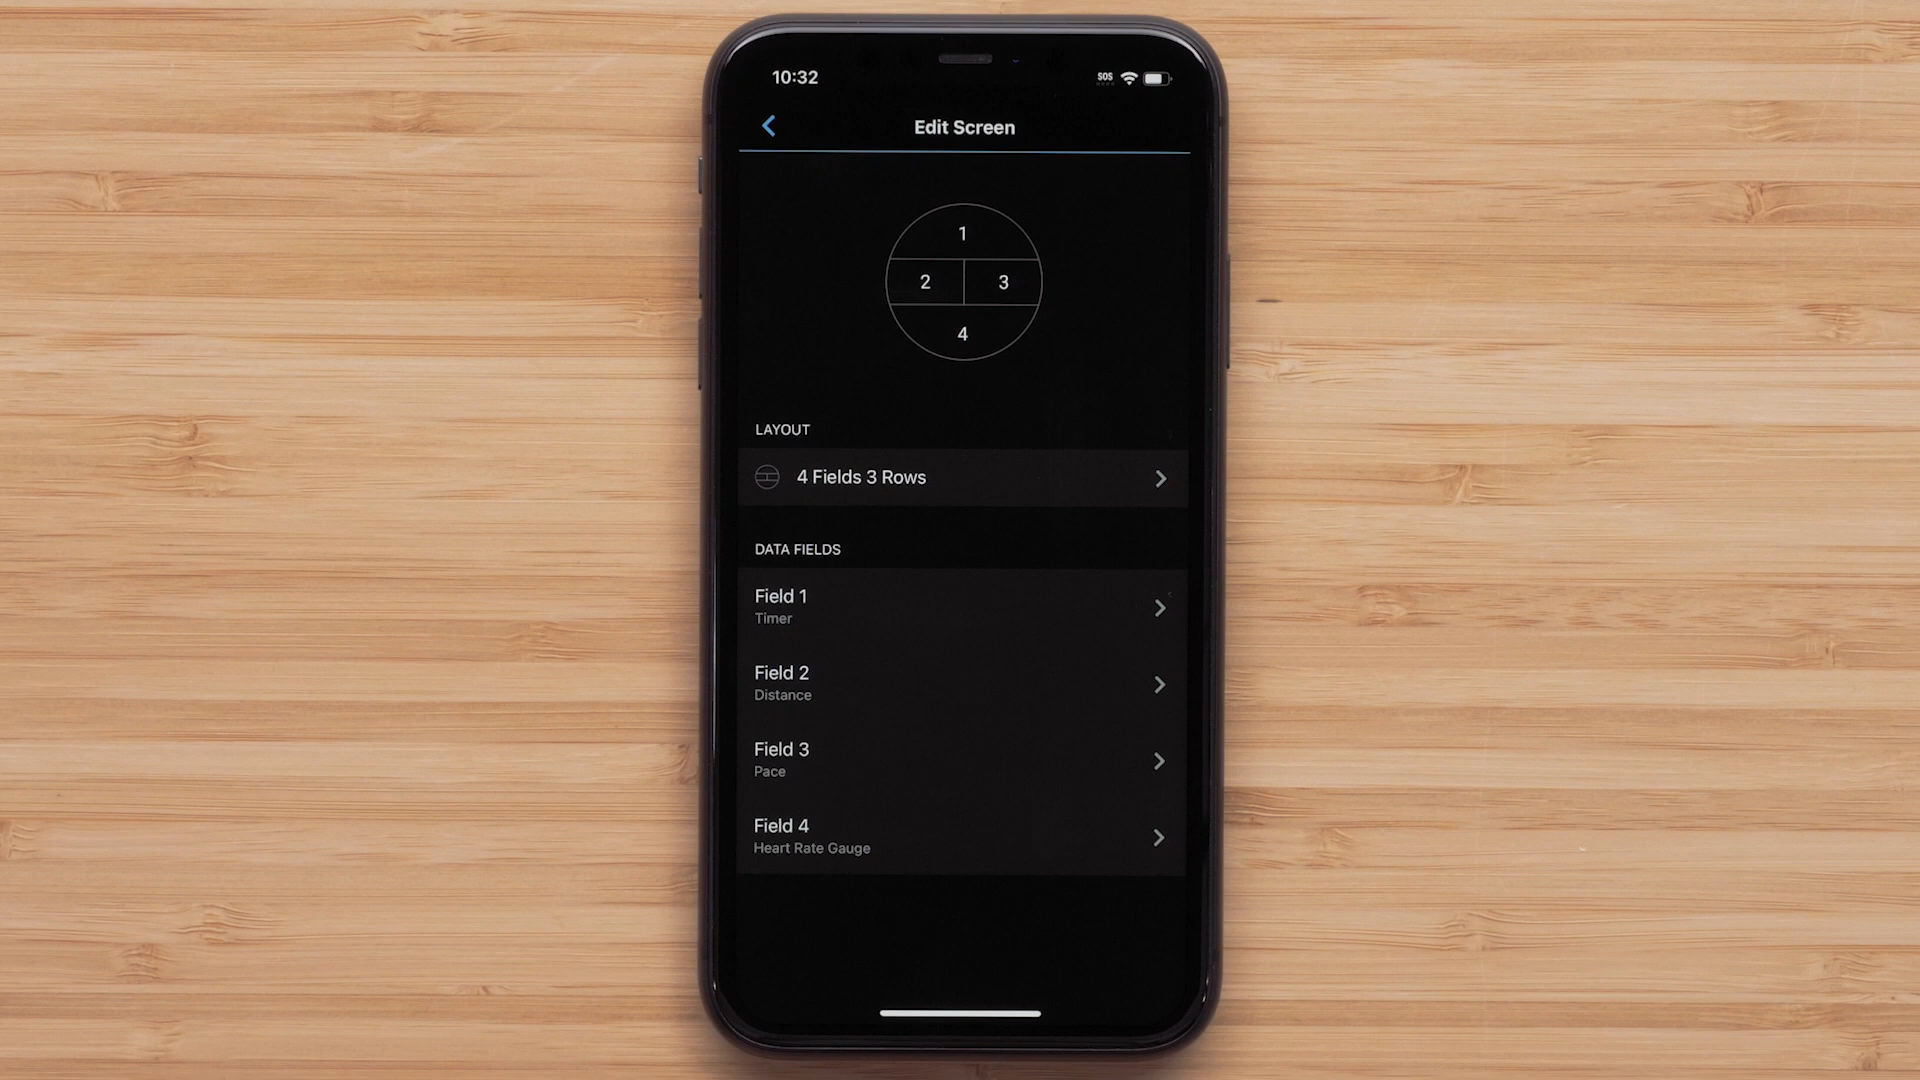 10:32
SOS
Edit Screen
1
2 3
4
LAYOUT
4 Fields 3 Rows
DATA FIELDS
Field 1
Timer
Field 2
Distance
Field 3
Pace
Field 4
Heart Rate Gauge